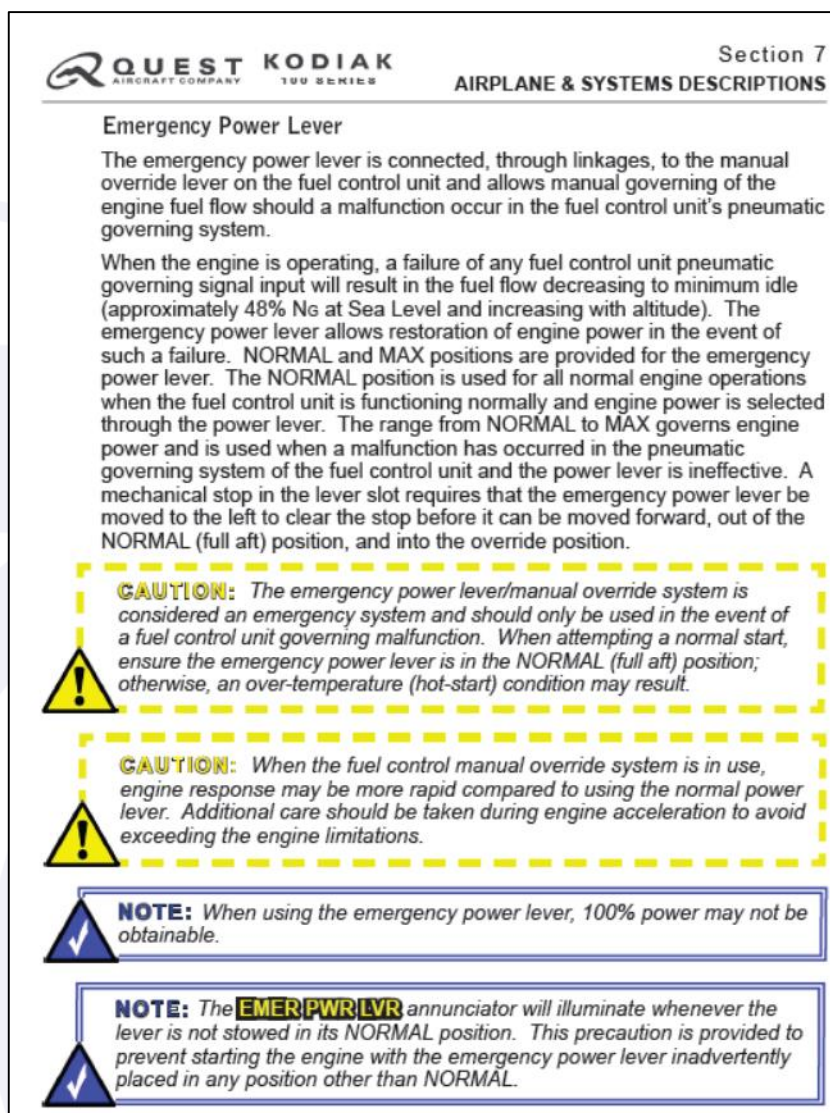 QUEST KODIAK
AIRCRAFT COMPANY 100 SERIES
Section 7
AIRPLANE & SYSTEMS DESCRIPTIONS
Emergency Power Lever
The emergency power lever is connected, through linkages, to the manual
override lever on the fuel control unit and allows manual governing of the
engine fuel flow should a malfunction occur in the fuel control unit's pneumatic
governing system.
When the engine is operating, a failure of any fuel control unit pneumatic
governing signal input will result in the fuel flow decreasing to minimum idle
(approximately 48% NG at Sea Level and increasing with altitude). The
emergency power lever allows restoration of engine power in the event of
such a failure. NORMAL and MAX positions are provided for the emergency
power lever. The NORMAL position is used for all normal engine operations
when the fuel control unit is functioning normally and engine power is selected
through the power lever. The range from NORMAL to MAX governs engine
power and is used when a malfunction has occurred in the pneumatic
governing system of the fuel control unit and the power lever is ineffective. A
mechanical stop in the lever slot requires that the emergency power lever be
moved to the left to clear the stop before it can be moved forward, out of the
NORMAL (full aft) position, and into the override position.
CAUTION: The emergency power lever/manual override system is
considered an emergency system and should only be used in the event of
a fuel control unit governing malfunction. When attempting a normal start,
ensure the emergency power lever is in the NORMAL (full aft) position;
otherwise, an over-temperature (hot-start) condition may result.
CAUTION: When the fuel control manual override system is in use,
engine response may be more rapid compared to using the normal power
lever. Additional care should be taken during engine acceleration to avoid
exceeding the engine limitations.
NOTE: When using the emergency power lever, 100% power may not be
obtainable.
NOTE: The EMER PWR LVR annunciator will illuminate whenever the
lever is not stowed in its NORMAL position. This precaution is provided to
prevent starting the engine with the emergency power lever inadvertently
placed in any position other than NORMAL.